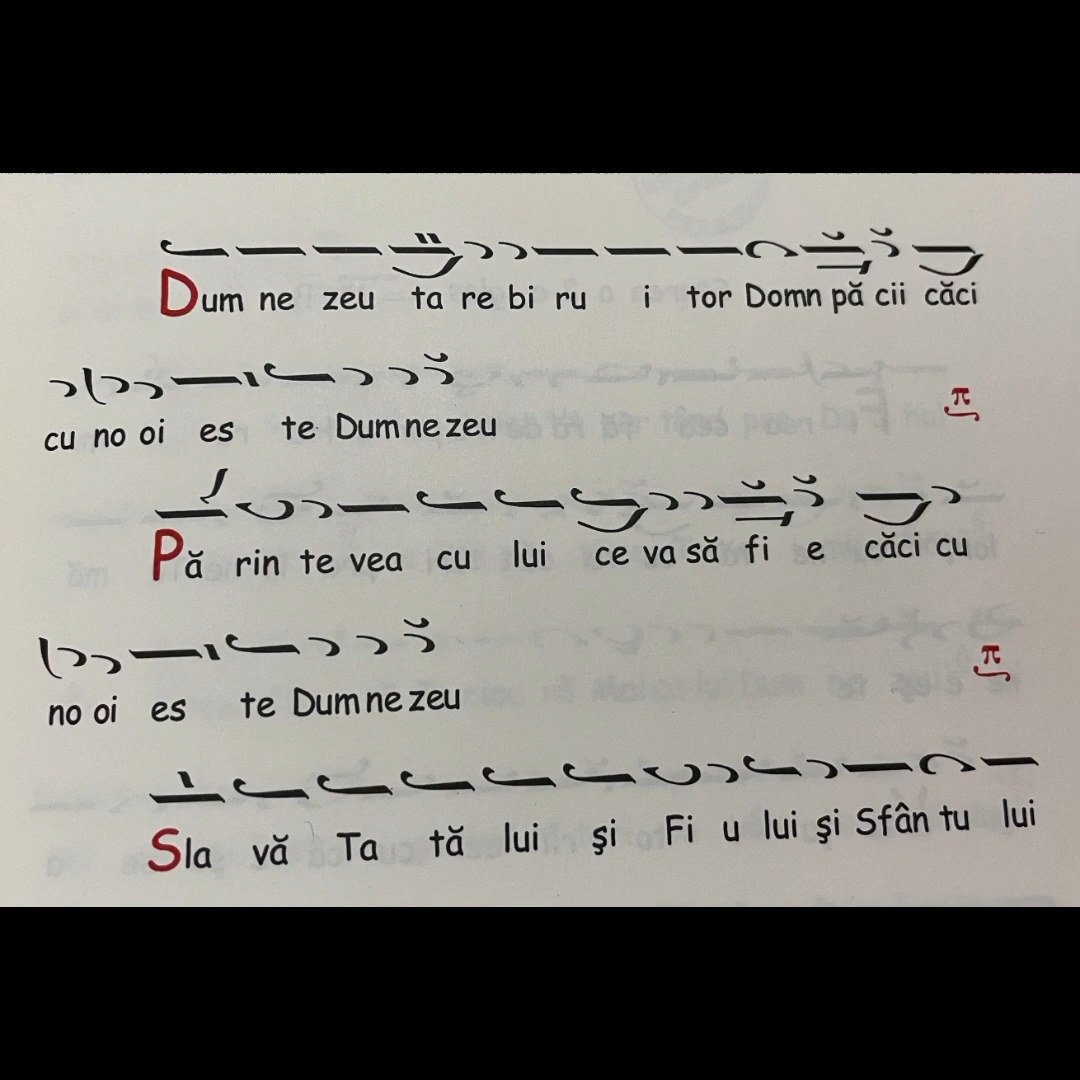 Dum ne zeu ta re bi ru i tor Domn pă cii căci
cu no oi es te Dum ne zeu π
Pă rin te vea cu lui ce va să fi e căci cu
no oi es te Dum ne zeu π
Sla vă Ta tă lui şi Fi u lui şi Sfân tu lui